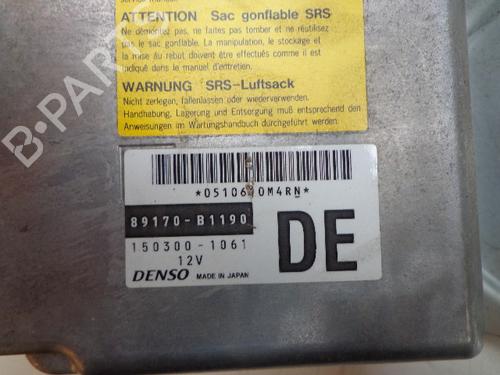 ATTENTION Sac gonflable SRS
Ne démontez pas, ne faites pas tomber et ne réutilisez
pas le sac gonflable. La manipulation, le stockage et
la mise au rebut doivent être effectués comme il est
indiqué dans le manuel d'entretien.
WARNUNG SRS-Luftsack
Nicht zerlegen, fallenlassen oder wiederverwenden.
Handhabung, Lagerung und Entsorgung muß entsprechend den
Anweisungen im Wartungshandbuch durchgeführt werden.
B-PARTS
*0510610M4RN*
89170-B1190
150300-1061
12V
DE
DENSO MADE IN JAPAN